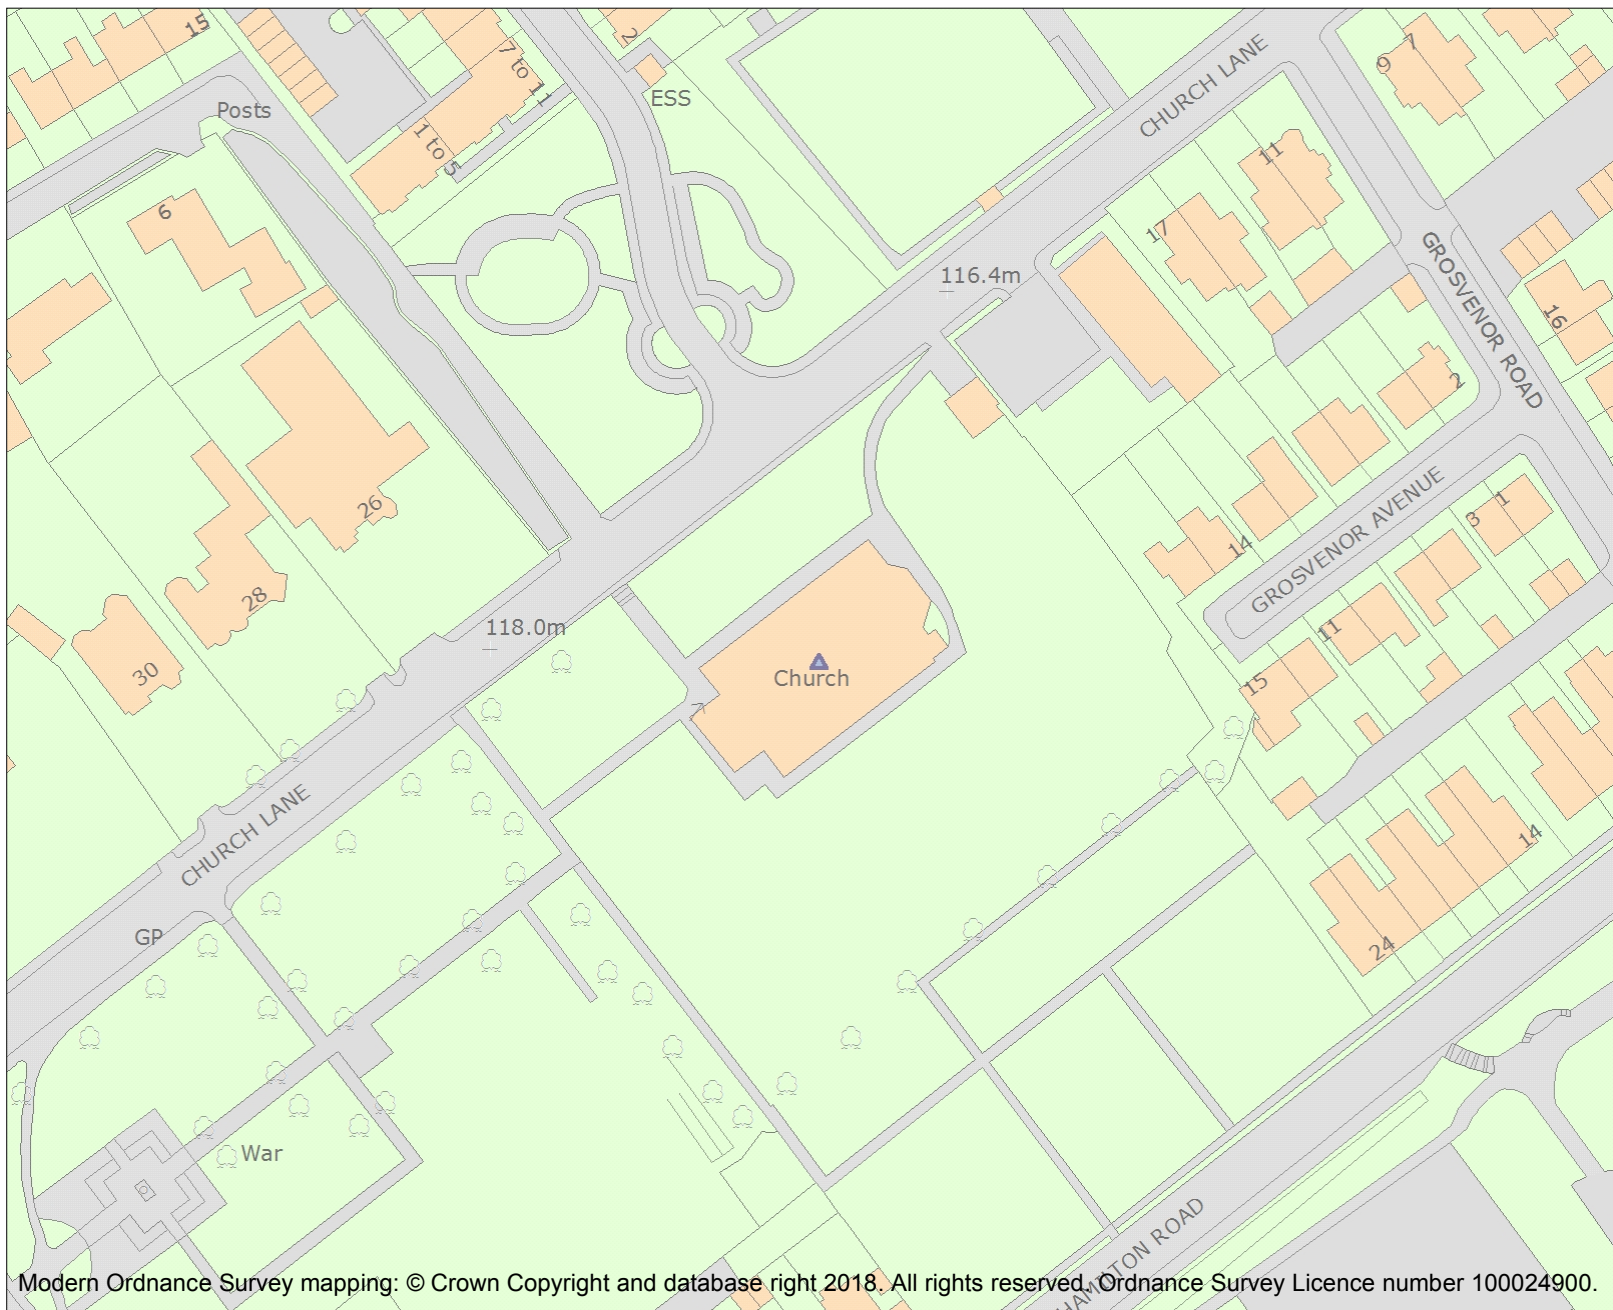 15
2
7 to 11
CHURCH LANE
7
9
Posts
ESS
1 to 5
11
6
17
116.4m
GROSVENOR ROAD
16
2
26
GROSVENOR AVENUE
1
3
14
28
118.0m
11
30
Church
15
CHURCH LANE
14
GP
24
War
HAMILTON ROAD
Modern Ordnance Survey mapping: © Crown Copyright and database right 2018. All rights reserved. Ordnance Survey Licence number 100024900.